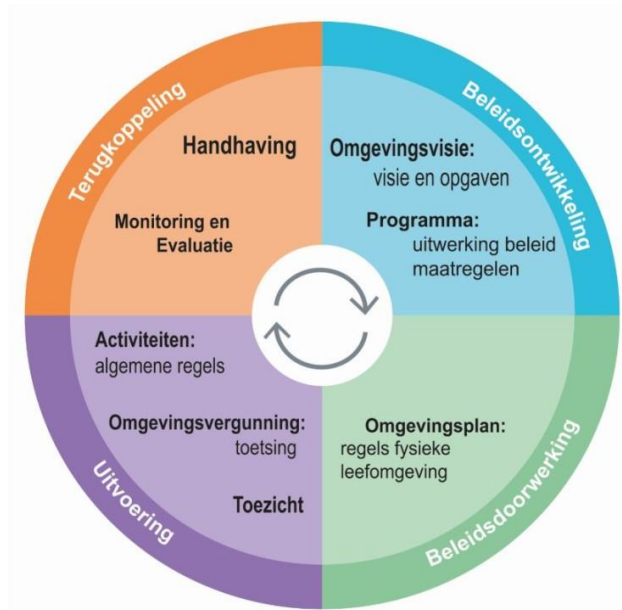 Terugkoppeling
Handhaving
Monitoring en
Evaluatie
Beleidsontwikkeling
Omgevingsvisie:
visie en opgaven
Programma:
uitwerking beleid
maatregelen
Beleidsdoorwerking
Omgevingsplan:
regels fysieke
leefomgeving
Uitvoering
Activiteiten:
algemene regels
Omgevingsvergunning:
toetsing
Toezicht